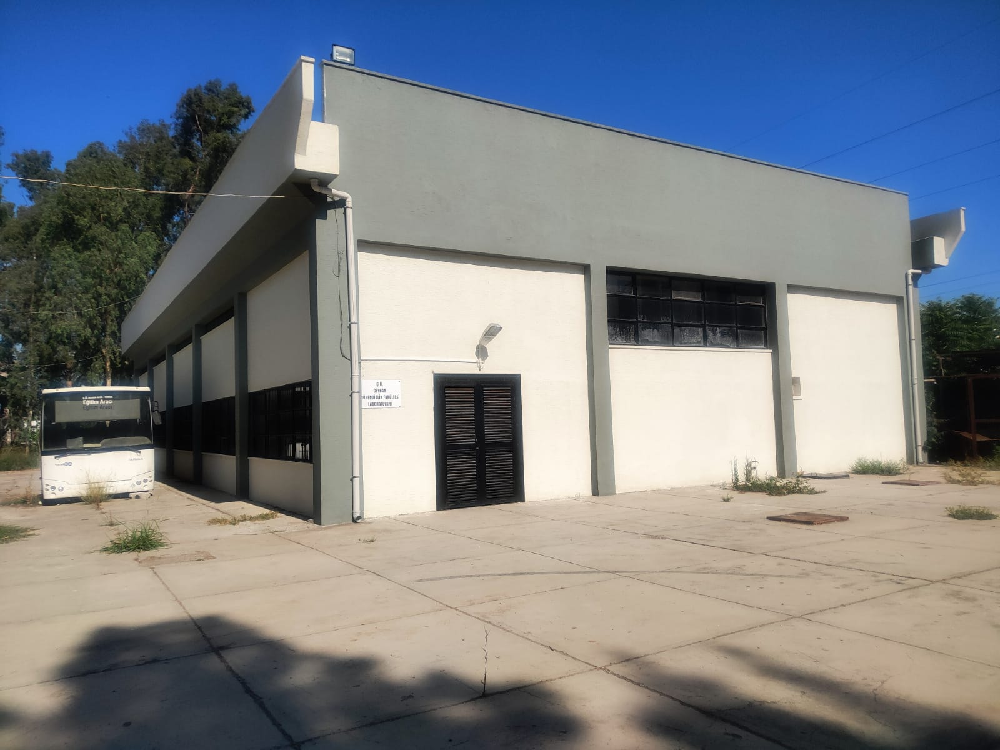 Ç.Ü.
CEYHAN
MÜHENDİSLİK FAKÜLTESİ
LABORATUVARI
Eğitim Aracı
Eğitim Aracı